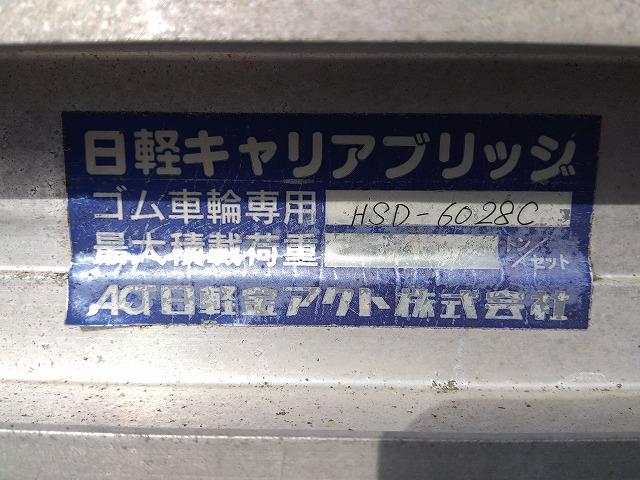 日軽キャリアブリッジ
ゴム車輪専用 HSD-6028C
最大積載荷重 トン/セット
ACT日軽金アクト株式会社